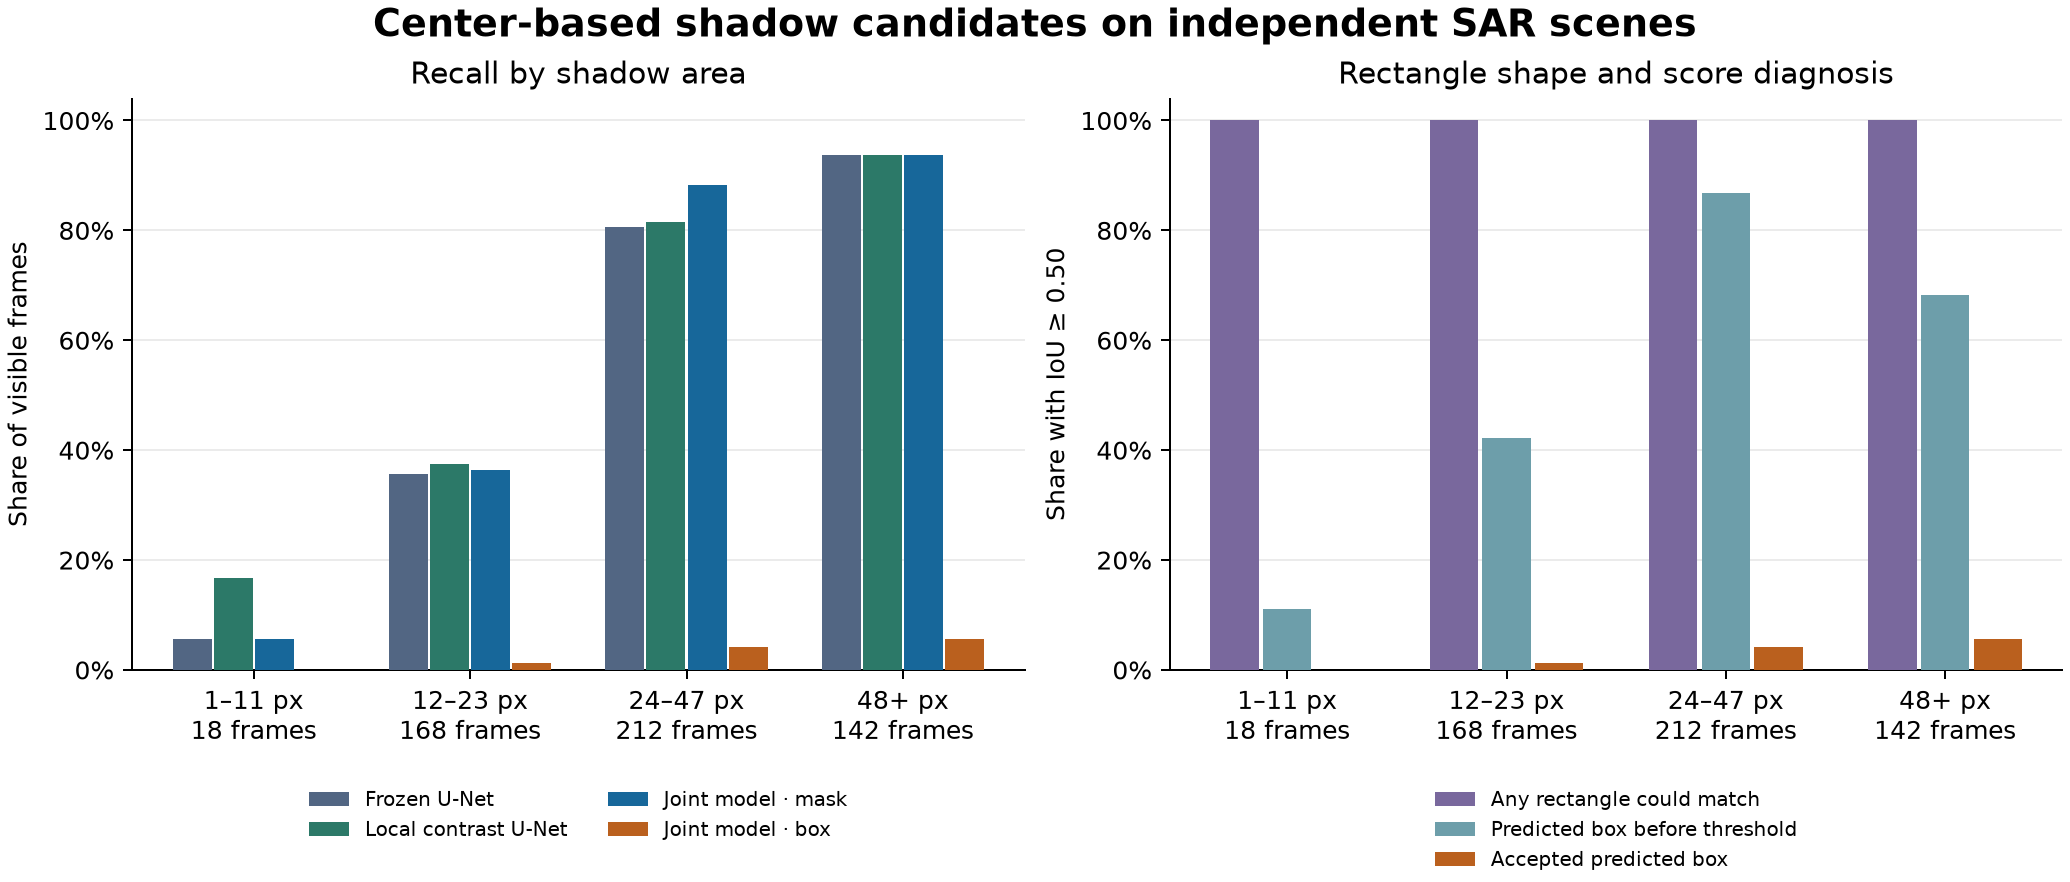 Center-based shadow candidates on independent SAR scenes
Recall by shadow area
Share of visible frames
100%
80%
60%
40%
20%
0%
1–11 px
18 frames
12–23 px
168 frames
24–47 px
212 frames
48+ px
142 frames
Frozen U-Net
Local contrast U-Net
Joint model · mask
Joint model · box
Rectangle shape and score diagnosis
Share with IoU ≥ 0.50
100%
80%
60%
40%
20%
0%
1–11 px
18 frames
12–23 px
168 frames
24–47 px
212 frames
48+ px
142 frames
Any rectangle could match
Predicted box before threshold
Accepted predicted box